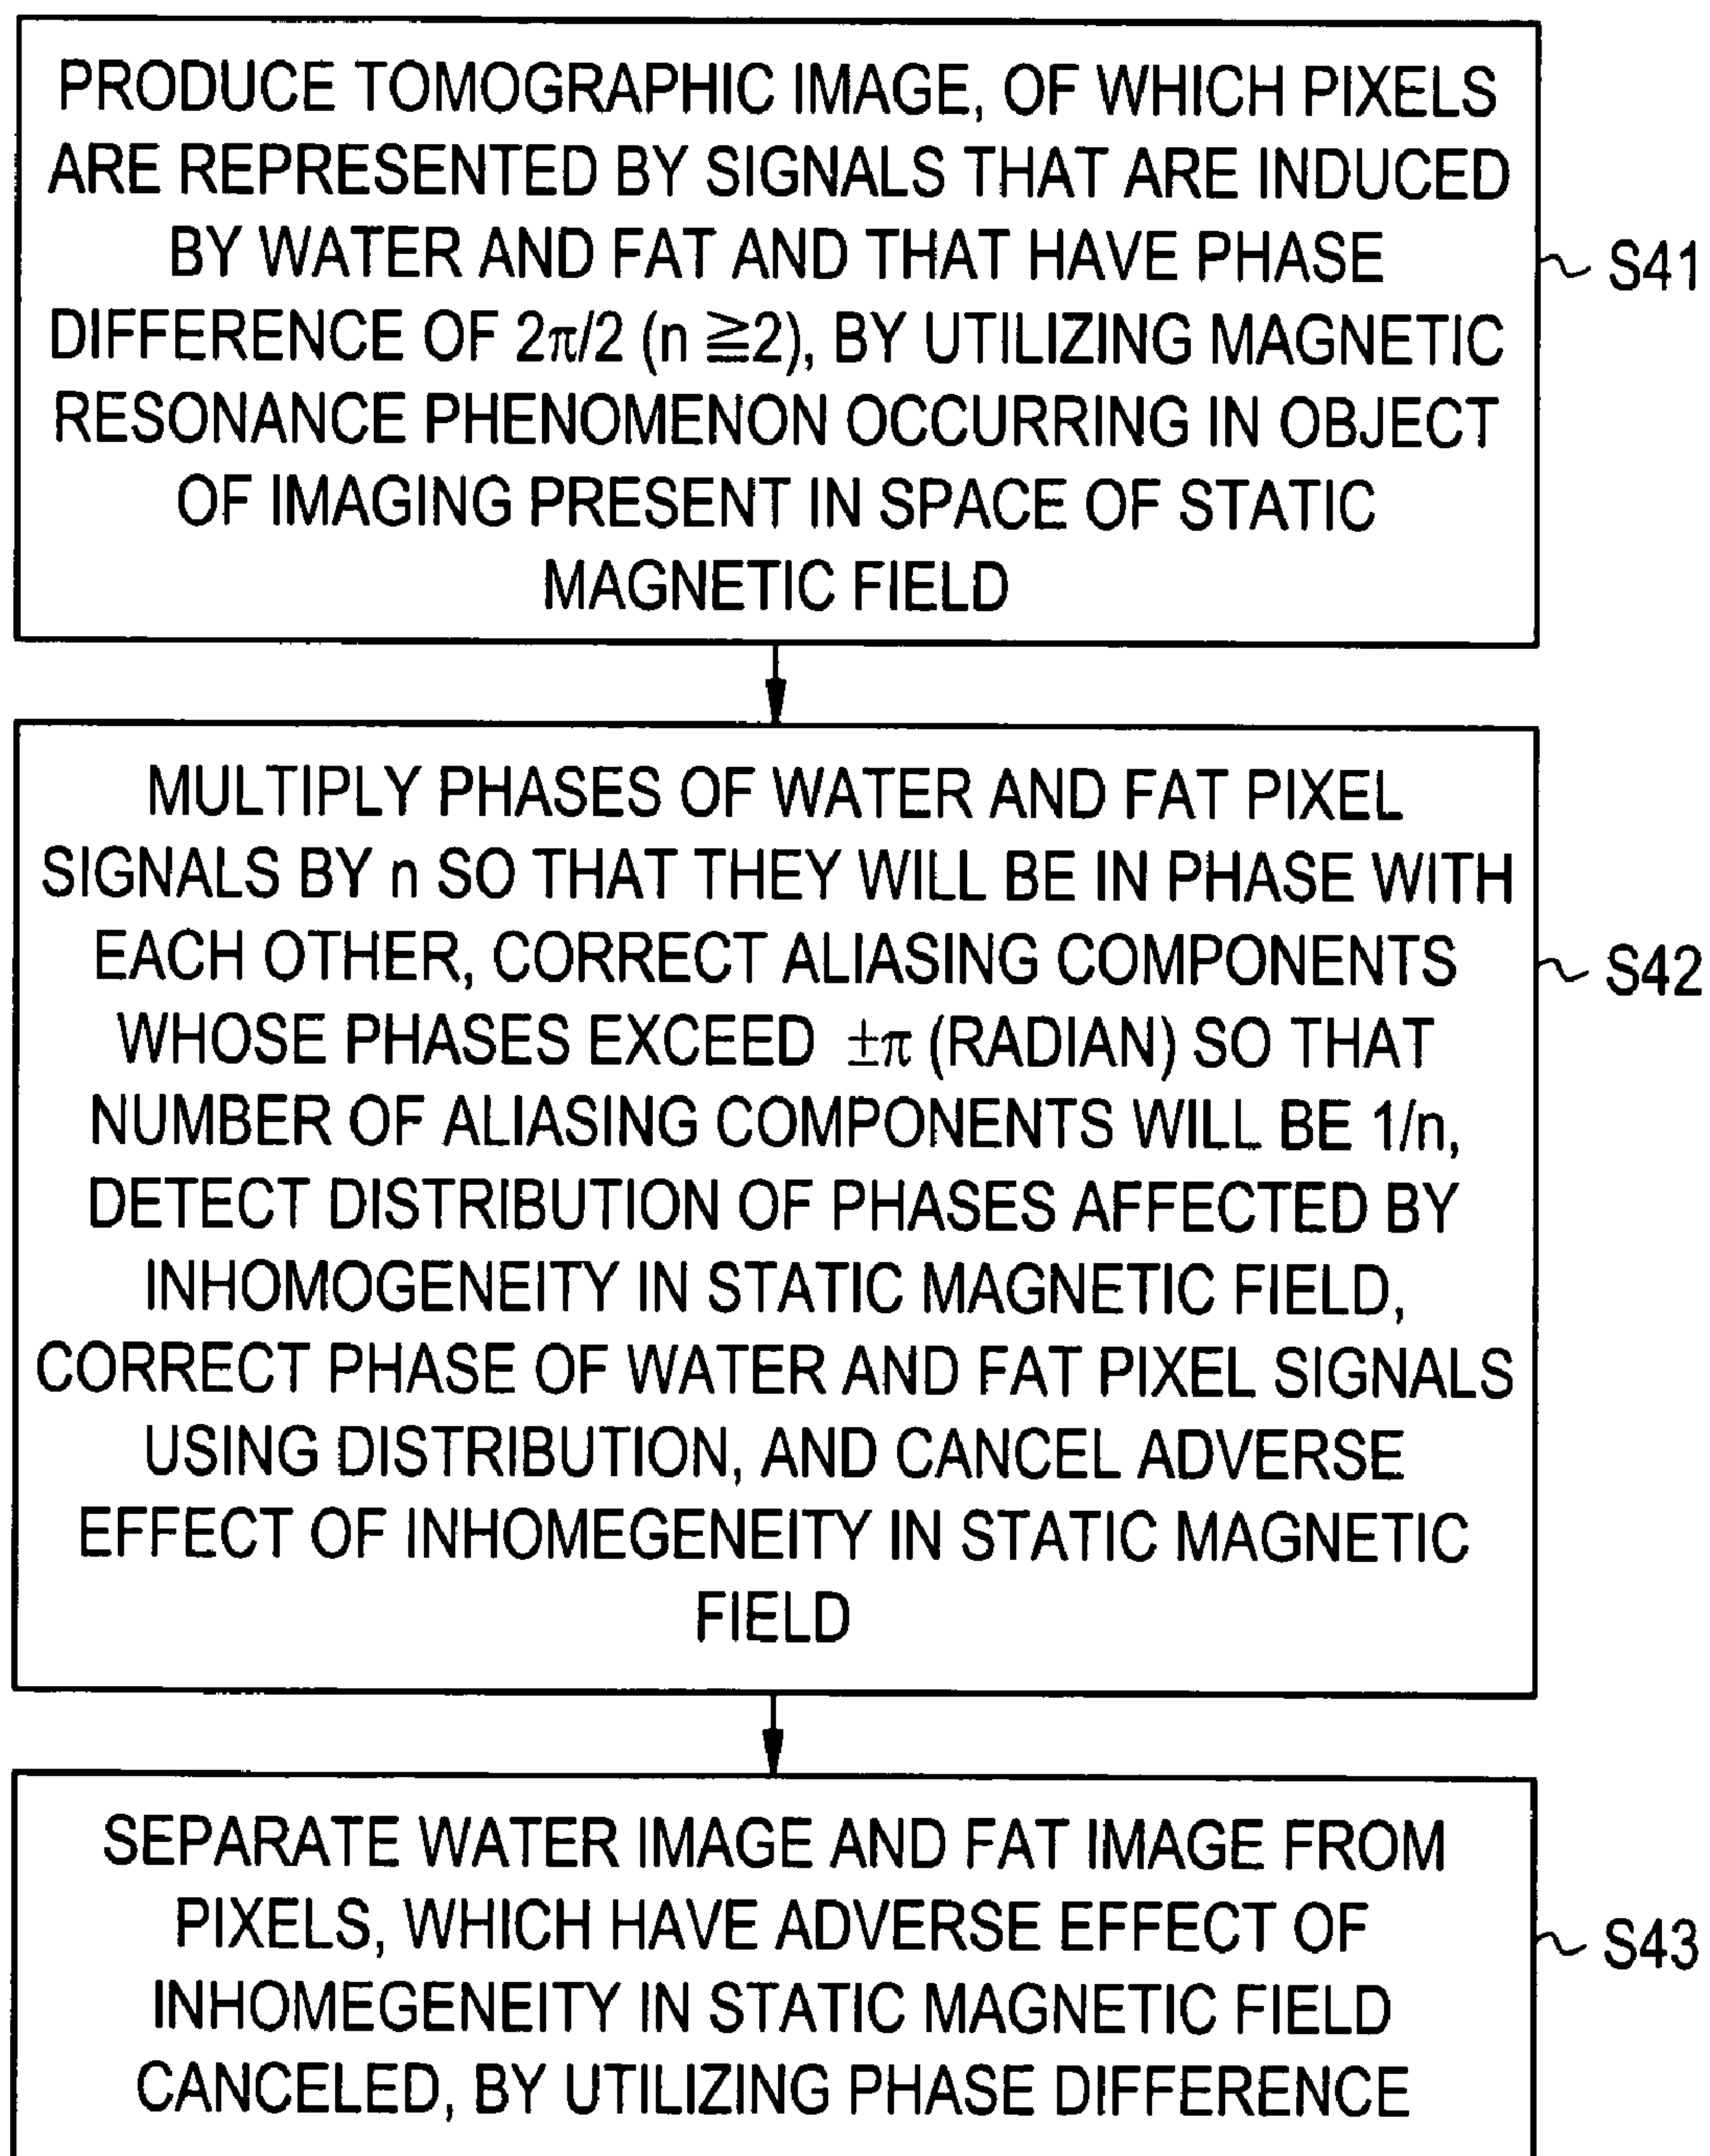 PRODUCE TOMOGRAPHIC IMAGE, OF WHICH PIXELS
ARE REPRESENTED BY SIGNALS THAT ARE INDUCED
BY WATER AND FAT AND THAT HAVE PHASE
DIFFERENCE OF 2π/2 (n ≧2), BY UTILIZING MAGNETIC
RESONANCE PHENOMENON OCCURRING IN OBJECT
OF IMAGING PRESENT IN SPACE OF STATIC
MAGNETIC FIELD
S41
MULTIPLY PHASES OF WATER AND FAT PIXEL
SIGNALS BY n SO THAT THEY WILL BE IN PHASE WITH
EACH OTHER, CORRECT ALIASING COMPONENTS
WHOSE PHASES EXCEED ±π (RADIAN) SO THAT
NUMBER OF ALIASING COMPONENTS WILL BE 1/n,
DETECT DISTRIBUTION OF PHASES AFFECTED BY
INHOMOGENEITY IN STATIC MAGNETIC FIELD,
CORRECT PHASE OF WATER AND FAT PIXEL SIGNALS
USING DISTRIBUTION, AND CANCEL ADVERSE
EFFECT OF INHOMEGENEITY IN STATIC MAGNETIC
FIELD
S42
SEPARATE WATER IMAGE AND FAT IMAGE FROM
PIXELS, WHICH HAVE ADVERSE EFFECT OF
INHOMEGENEITY IN STATIC MAGNETIC FIELD
CANCELED, BY UTILIZING PHASE DIFFERENCE
S43